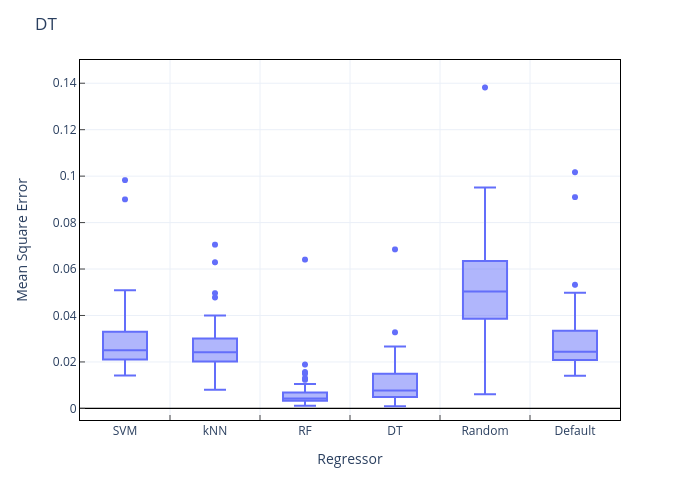 DT
Mean Square Error
0.14
0.12
0.1
0.08
0.06
0.04
0.02
0
SVM kNN RF DT Random Default
Regressor